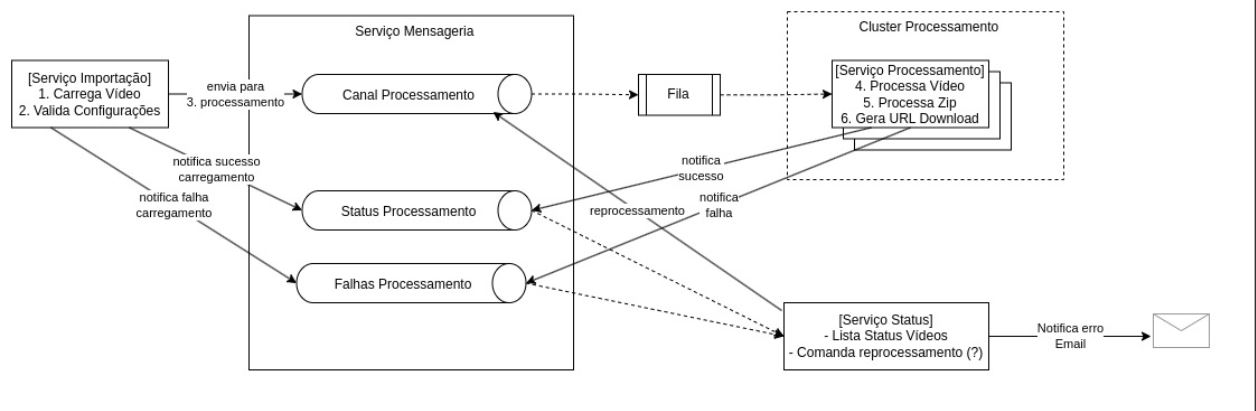 Serviço Mensageria
Cluster Processamento
[Serviço Importação]
1. Carrega Vídeo
2. Valida Configurações
envia para
3. processamento
Canal Processamento
Fila
[Serviço Processamento]
4. Processa Vídeo
5. Processa Zip
6. Gera URL Download
notifica sucesso
carregamento
notifica falha
carregamento
notifica
sucesso
notifica
falha
Status Processamento
reprocessamento
Falhas Processamento
[Serviço Status]
- Lista Status Vídeos
- Comanda reprocessamento (?)
Notifica erro
Email